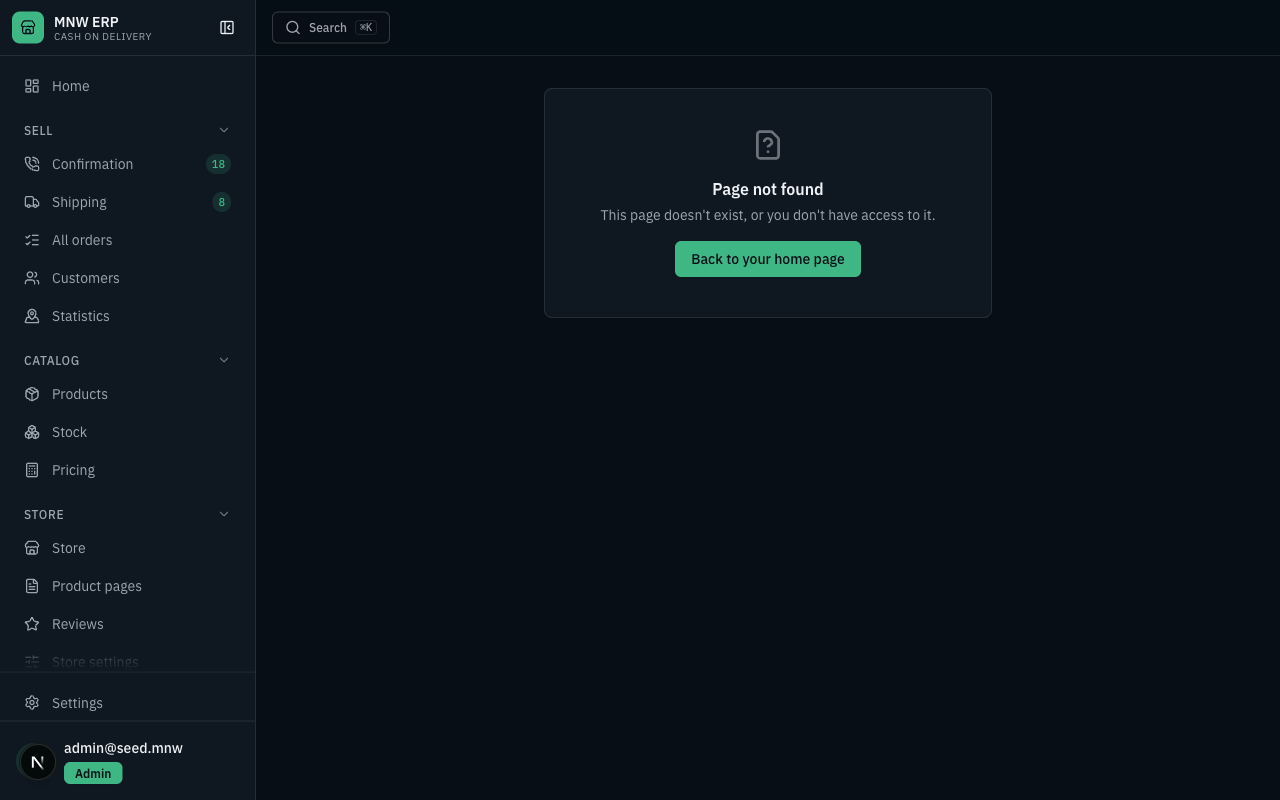 MNW ERP
CASH ON DELIVERY
Search ⌘K
Home
SELL
Confirmation 18
Shipping 8
All orders
Customers
Statistics
CATALOG
Products
Stock
Pricing
STORE
Store
Product pages
Reviews
Store settings
Settings
N
admin@seed.mnw
Admin
Page not found
This page doesn't exist, or you don't have access to it.
Back to your home page